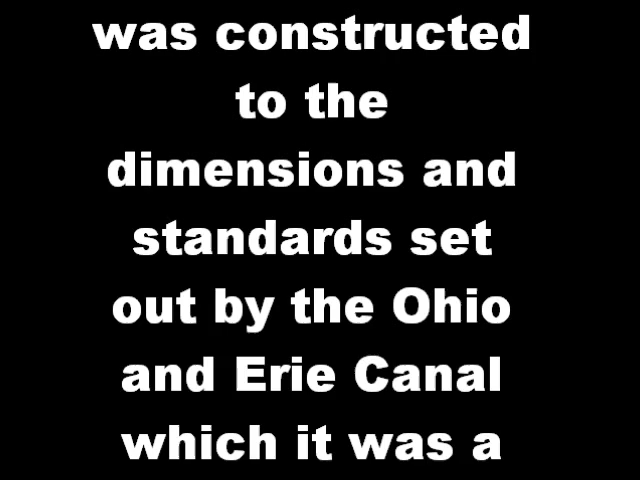 was constructed
to the
dimensions and
standards set
out by the Ohio
and Erie Canal
which it was a